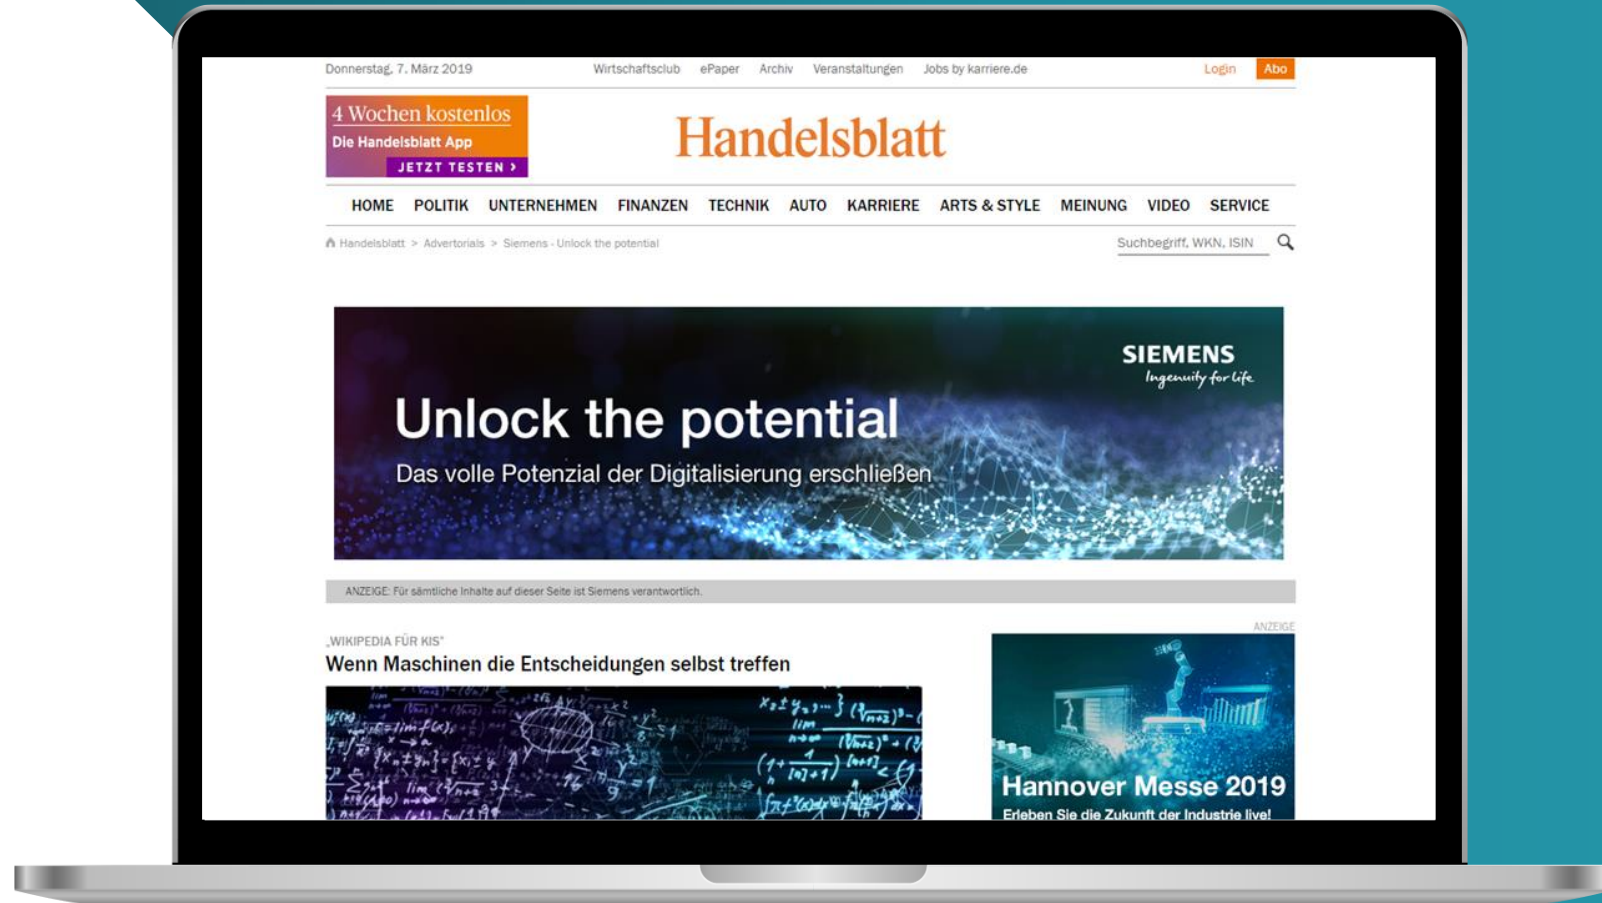 Donnerstag, 7. März 2019 Wirtschaftsclub ePaper Archiv Veranstaltungen Jobs by karriere.de Login Abo
4 Wochen kostenlos
Die Handelsblatt App
JETZT TESTEN >
Handelsblatt
HOME POLITIK UNTERNEHMEN FINANZEN TECHNIK AUTO KARRIERE ARTS & STYLE MEINUNG VIDEO SERVICE
Handelsblatt > Advertorials > Siemens - Unlock the potential Suchbegriff, WKN, ISIN
SIEMENS
Ingenuity for life
Unlock the potential
Das volle Potenzial der Digitalisierung erschließen
ANZEIGE: Für sämtliche Inhalte auf dieser Seite ist Siemens verantwortlich.
ANZEIGE
„WIKIPEDIA FÜR KIS"
Wenn Maschinen die Entscheidungen selbst treffen
Hannover Messe 2019
Erleben Sie die Zukunft der Industrie live!